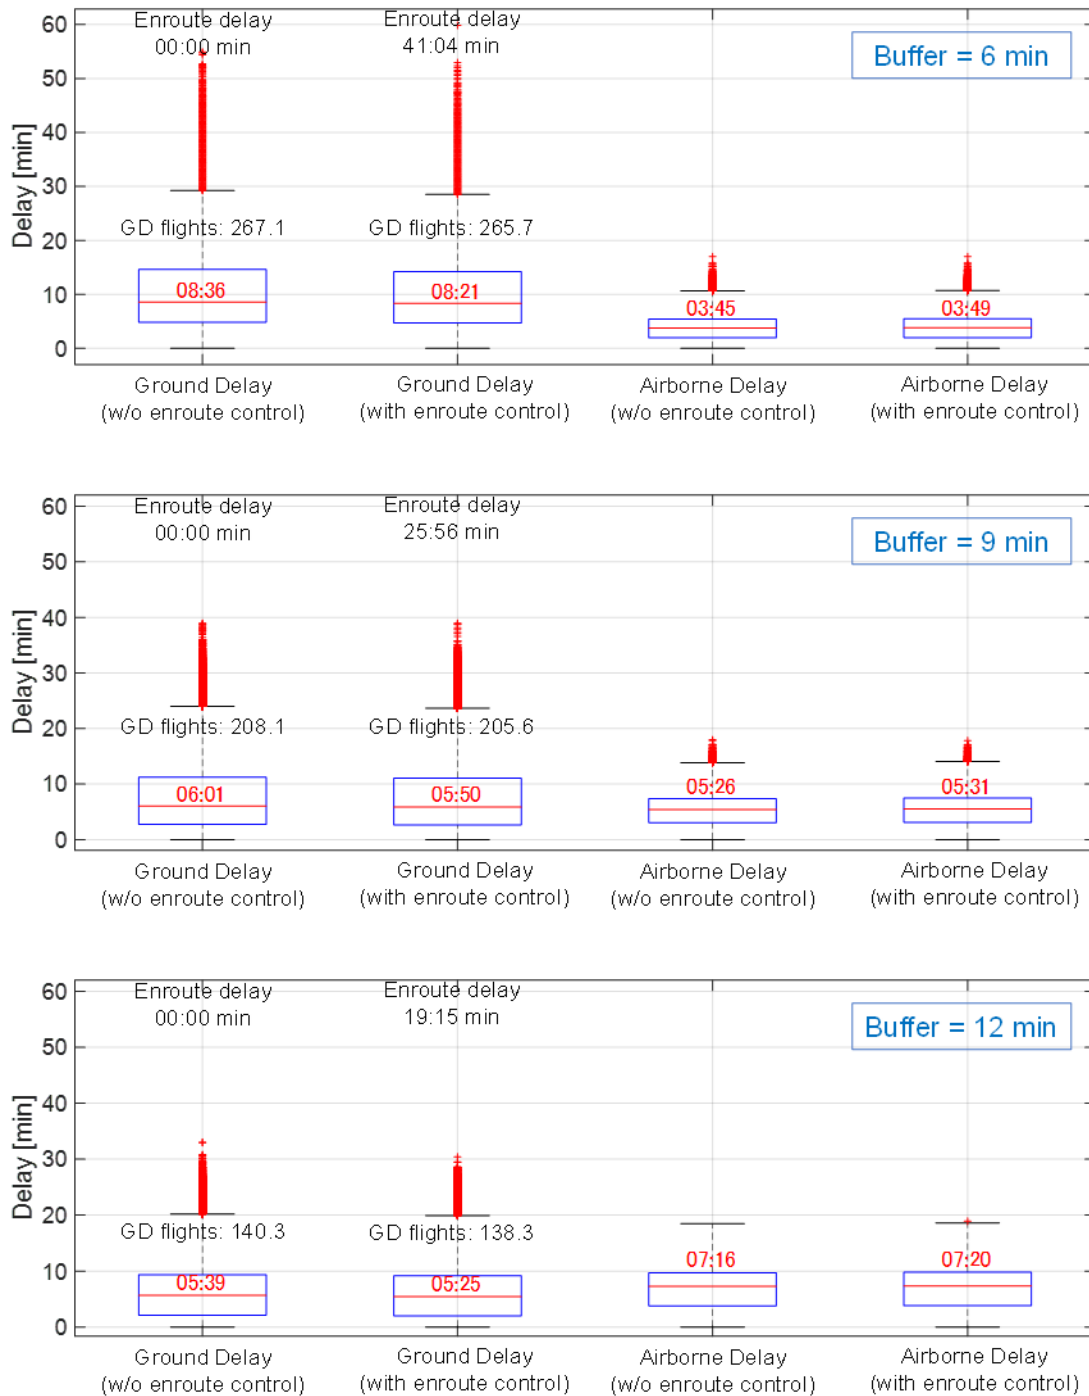 60
50
40
30
20
10
0
Delay [min]
Enroute delay
00:00 min
Enroute delay
41:04 min
Buffer = 6 min
GD flights: 267.1
GD flights: 265.7
08:36
08:21
03:45
03:49
Ground Delay
(w/o enroute control)
Ground Delay
(with enroute control)
Airborne Delay
(w/o enroute control)
Airborne Delay
(with enroute control)
60
50
40
30
20
10
0
Delay [min]
Enroute delay
00:00 min
Enroute delay
25:56 min
Buffer = 9 min
GD flights: 208.1
GD flights: 205.6
06:01
05:50
05:26
05:31
Ground Delay
(w/o enroute control)
Ground Delay
(with enroute control)
Airborne Delay
(w/o enroute control)
Airborne Delay
(with enroute control)
60
50
40
30
20
10
0
Delay [min]
Enroute delay
00:00 min
Enroute delay
19:15 min
Buffer = 12 min
GD flights: 140.3
GD flights: 138.3
05:39
05:25
07:16
07:20
Ground Delay
(w/o enroute control)
Ground Delay
(with enroute control)
Airborne Delay
(w/o enroute control)
Airborne Delay
(with enroute control)